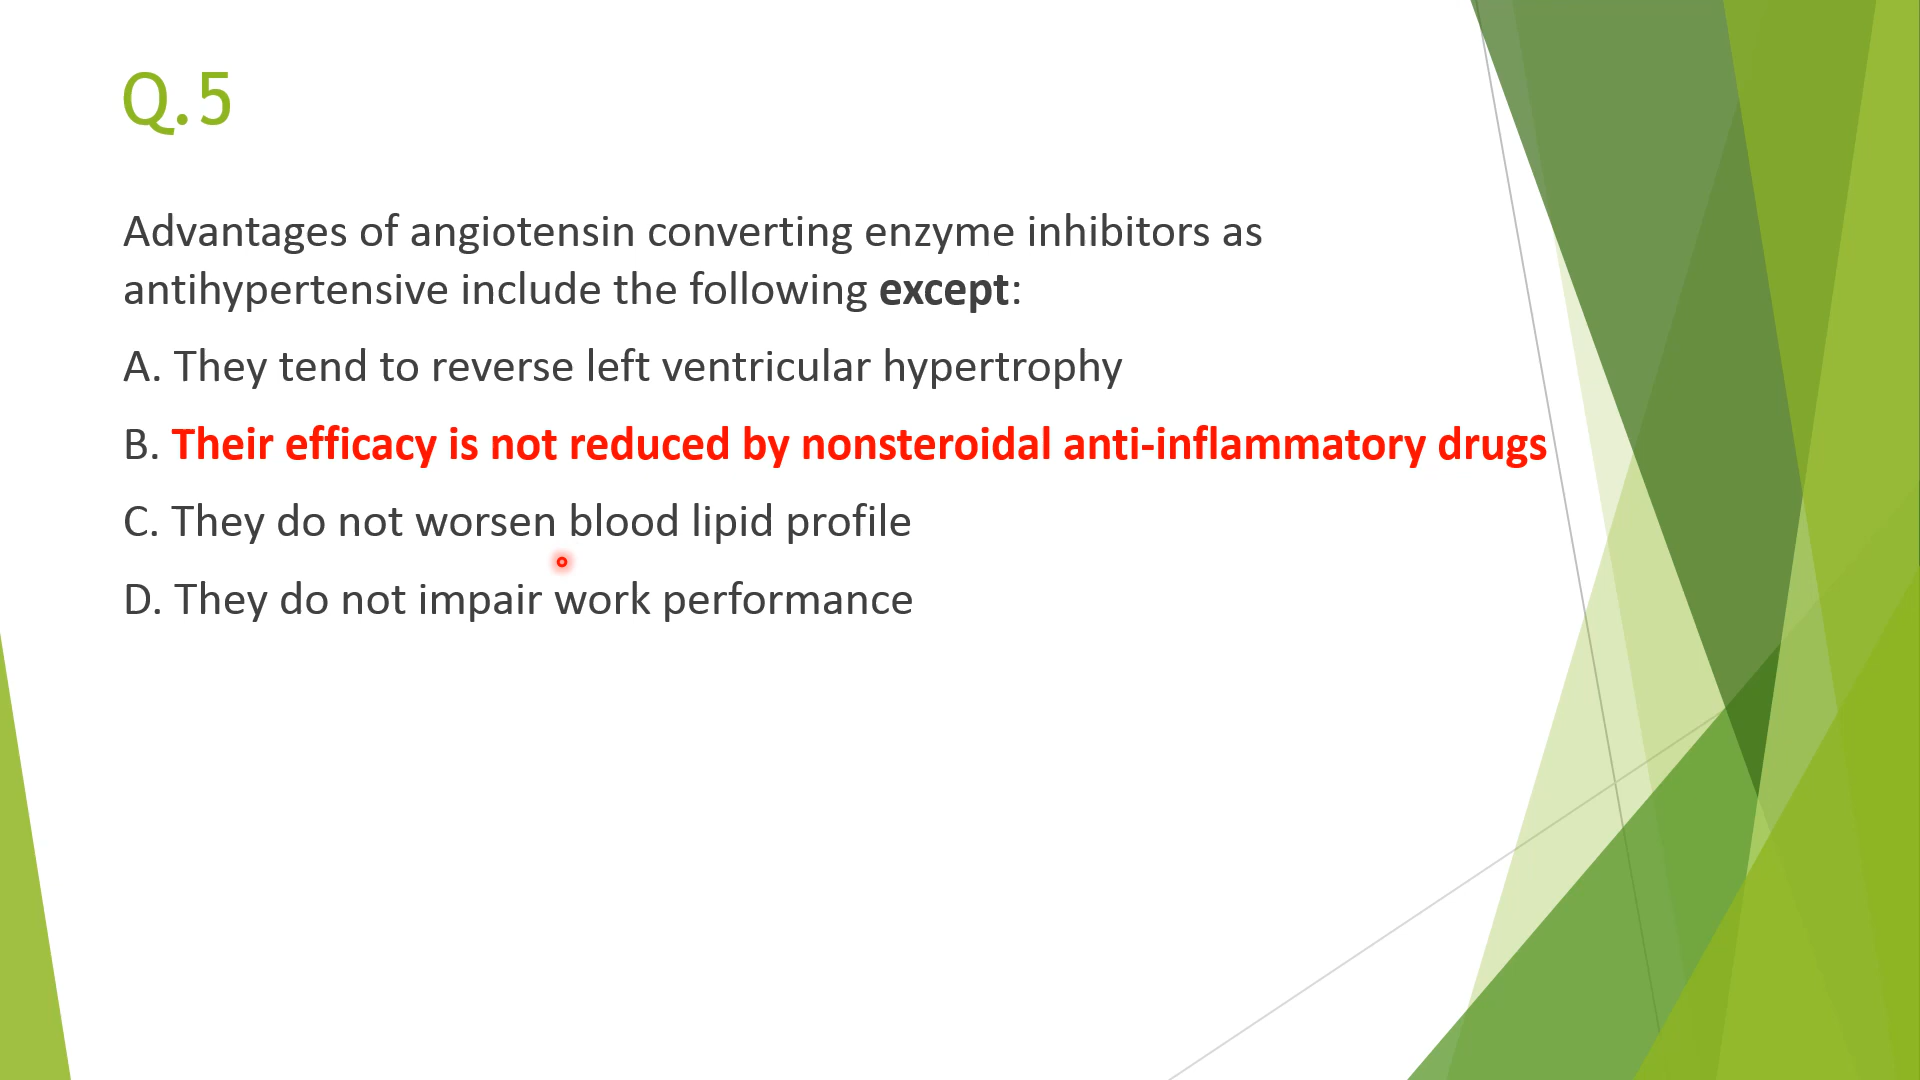 Q.5
Advantages of angiotensin converting enzyme inhibitors as
antihypertensive include the following except:
A. They tend to reverse left ventricular hypertrophy
B. Their efficacy is not reduced by nonsteroidal anti-inflammatory drugs
C. They do not worsen blood lipid profile
D. They do not impair work performance